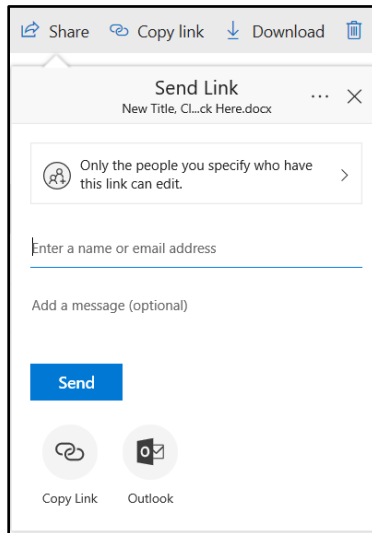 Share Copy link Download
Send Link
New Title, Cl...ck Here.docx
Only the people you specify who have
this link can edit.
Enter a name or email address
Add a message (optional)
Send
Copy Link Outlook